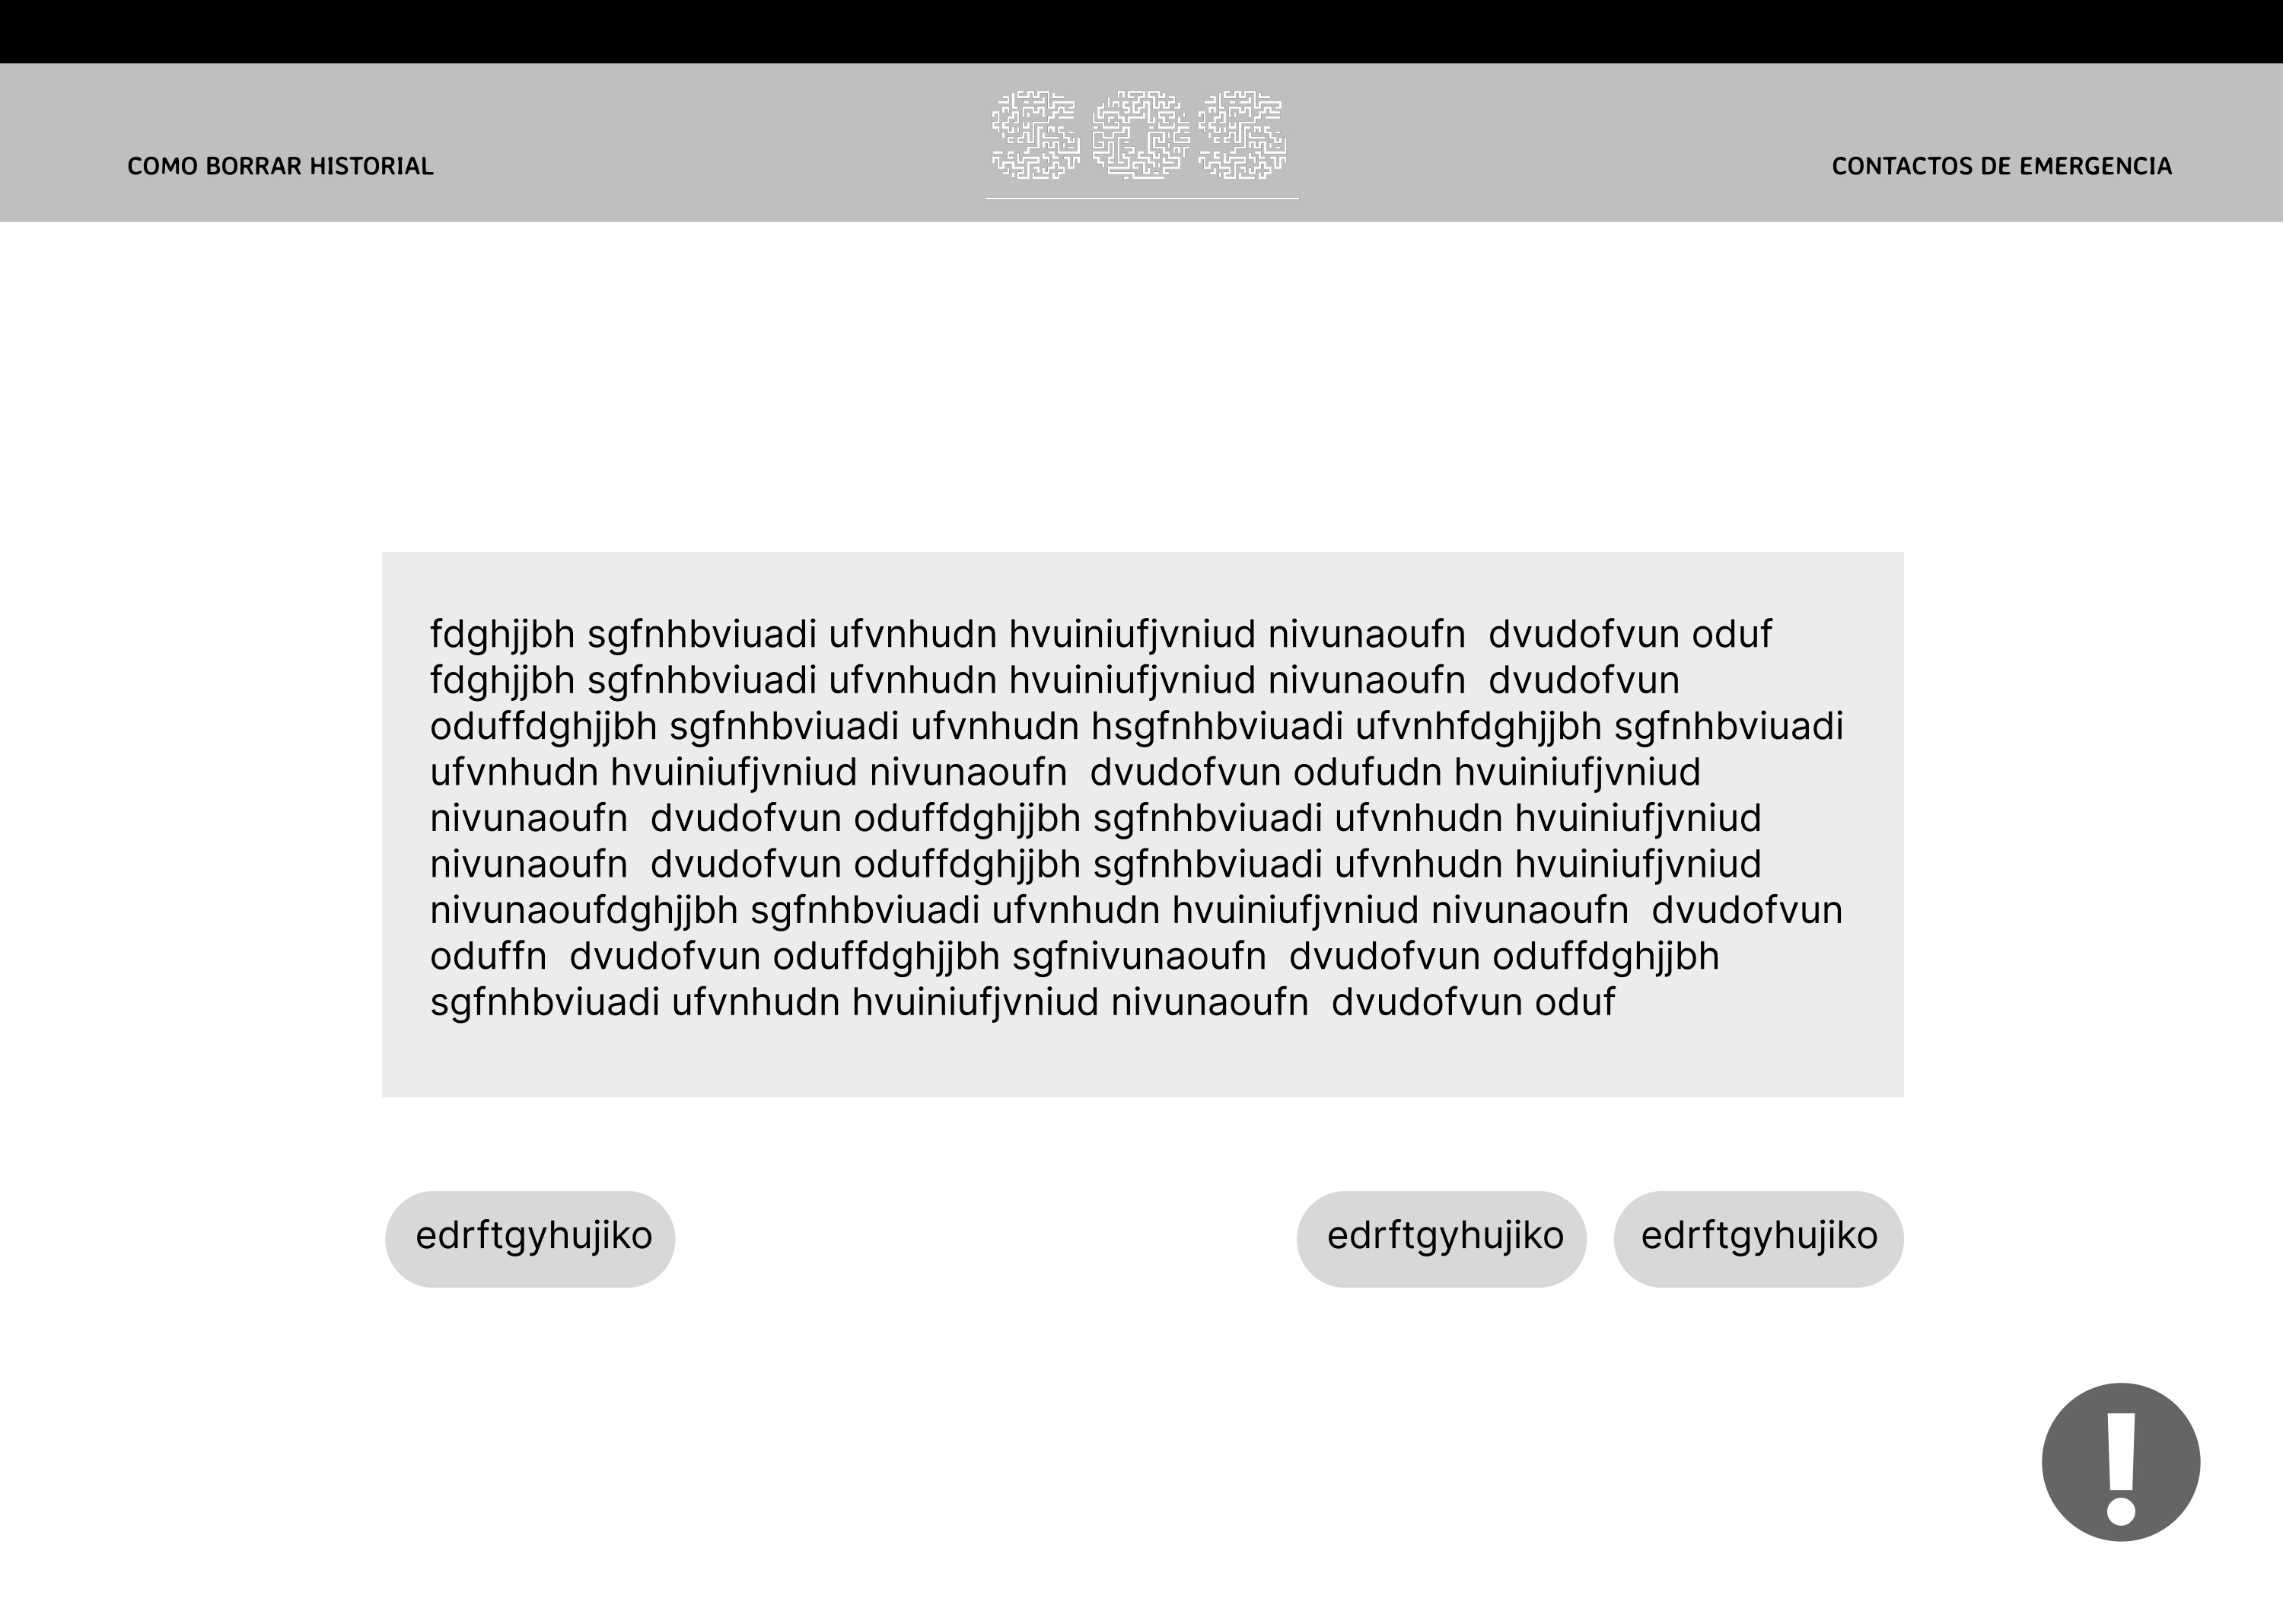 COMO BORRAR HISTORIAL
SOS
CONTACTOS DE EMERGENCIA
fdghjjbh sgfnhbviuadi ufvnhudn hvuiniufjvniud nivunaoufn  dvudofvun oduf
fdghjjbh sgfnhbviuadi ufvnhudn hvuiniufjvniud nivunaoufn  dvudofvun
oduffdghjjbh sgfnhbviuadi ufvnhudn hsgfnhbviuadi ufvnhfdghjjbh sgfnhbviuadi
ufvnhudn hvuiniufjvniud nivunaoufn  dvudofvun odufudn hvuiniufjvniud
nivunaoufn  dvudofvun oduffdghjjbh sgfnhbviuadi ufvnhudn hvuiniufjvniud
nivunaoufn  dvudofvun oduffdghjjbh sgfnhbviuadi ufvnhudn hvuiniufjvniud
nivunaoufdghjjbh sgfnhbviuadi ufvnhudn hvuiniufjvniud nivunaoufn  dvudofvun
oduffn  dvudofvun oduffdghjjbh sgfnivunaoufn  dvudofvun oduffdghjjbh
sgfnhbviuadi ufvnhudn hvuiniufjvniud nivunaoufn  dvudofvun oduf
edrftgyhujiko edrftgyhujiko edrftgyhujiko
!